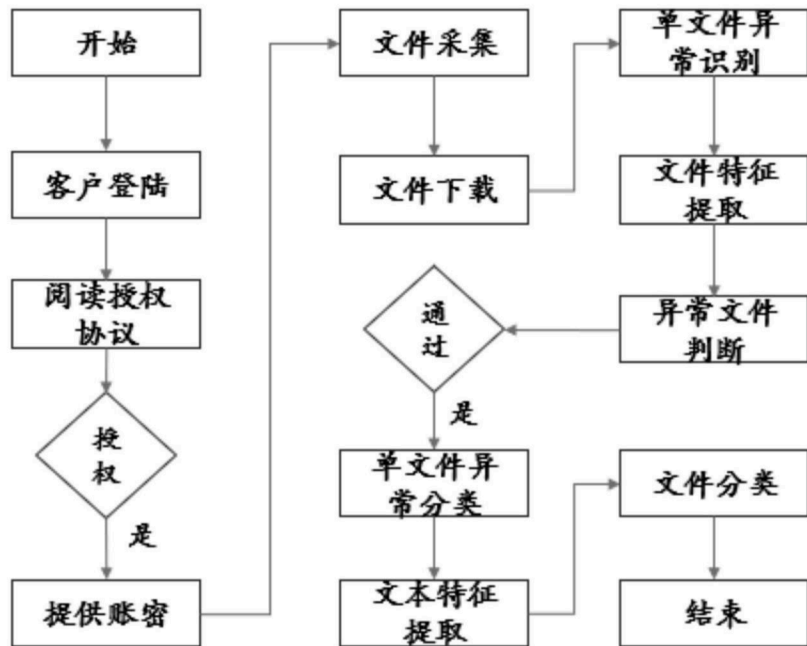 开始
客户登陆
阅读授权
协议
授
权
是
提供账密
文件采集
文件下载
单文件异
常识别
文件特征
提取
异常文件
判断
通
过
是
单文件异
常分类
文本特征
提取
文件分类
结束